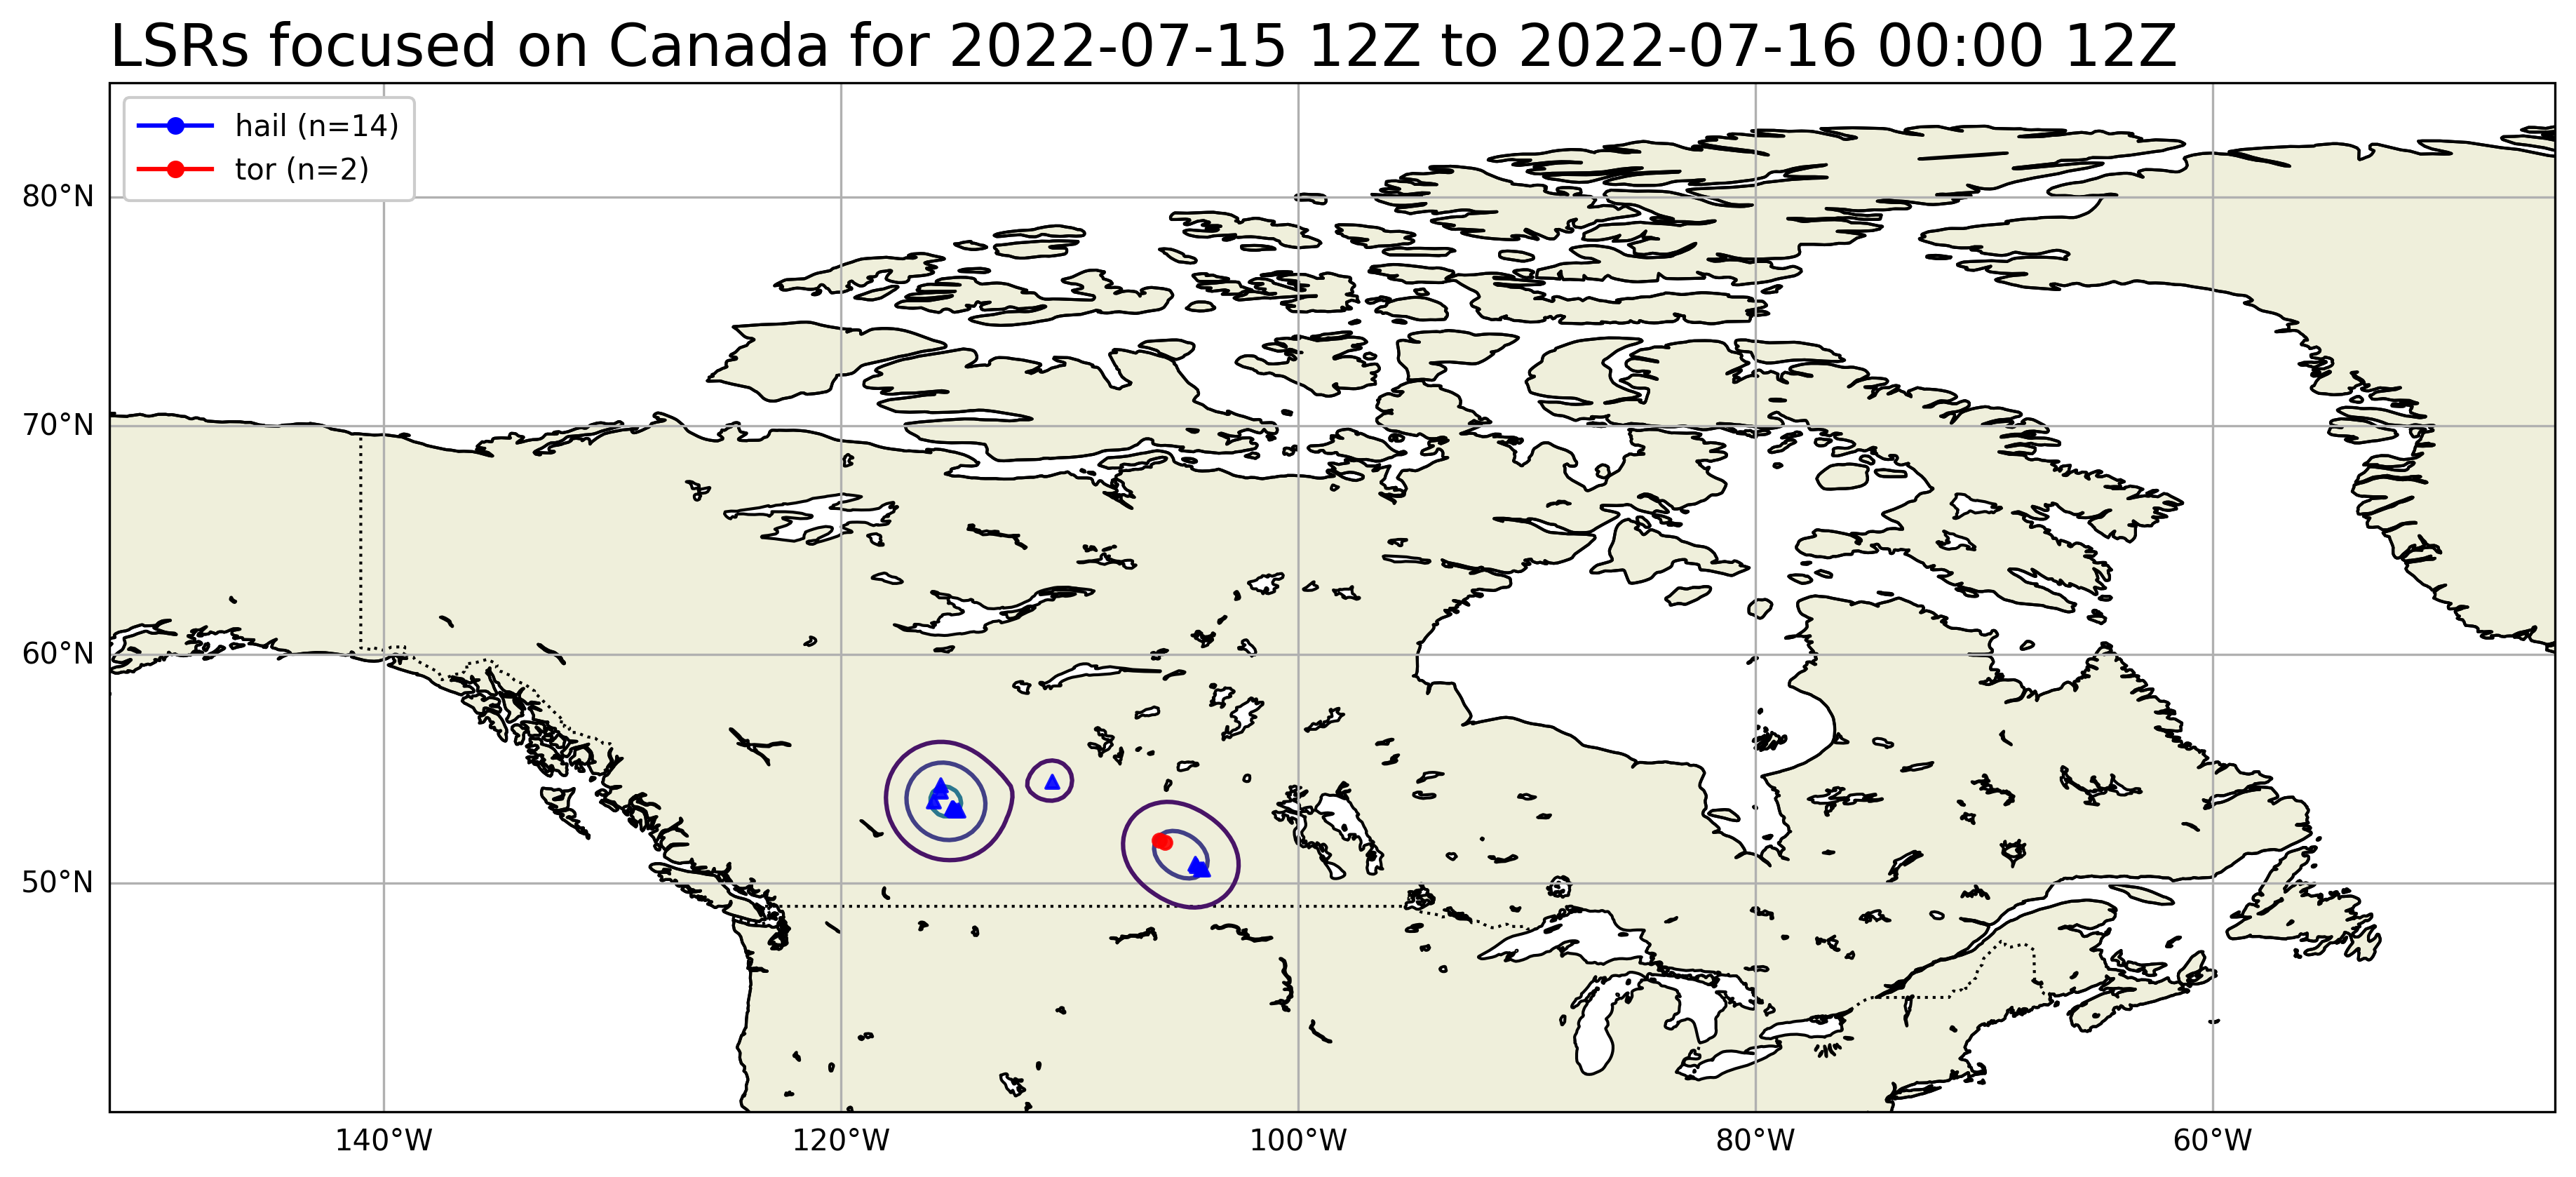 LSRs focused on Canada for 2022-07-15 12Z to 2022-07-16 00:00 12Z
hail (n=14)
tor (n=2)
80°N
70°N
60°N
50°N
140°W
120°W
100°W
80°W
60°W